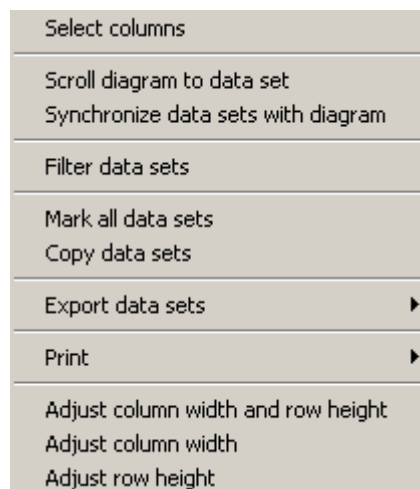 Select columns
Scroll diagram to data set
Synchronize data sets with diagram
Filter data sets
Mark all data sets
Copy data sets
Export data sets
Print
Adjust column width and row height
Adjust column width
Adjust row height